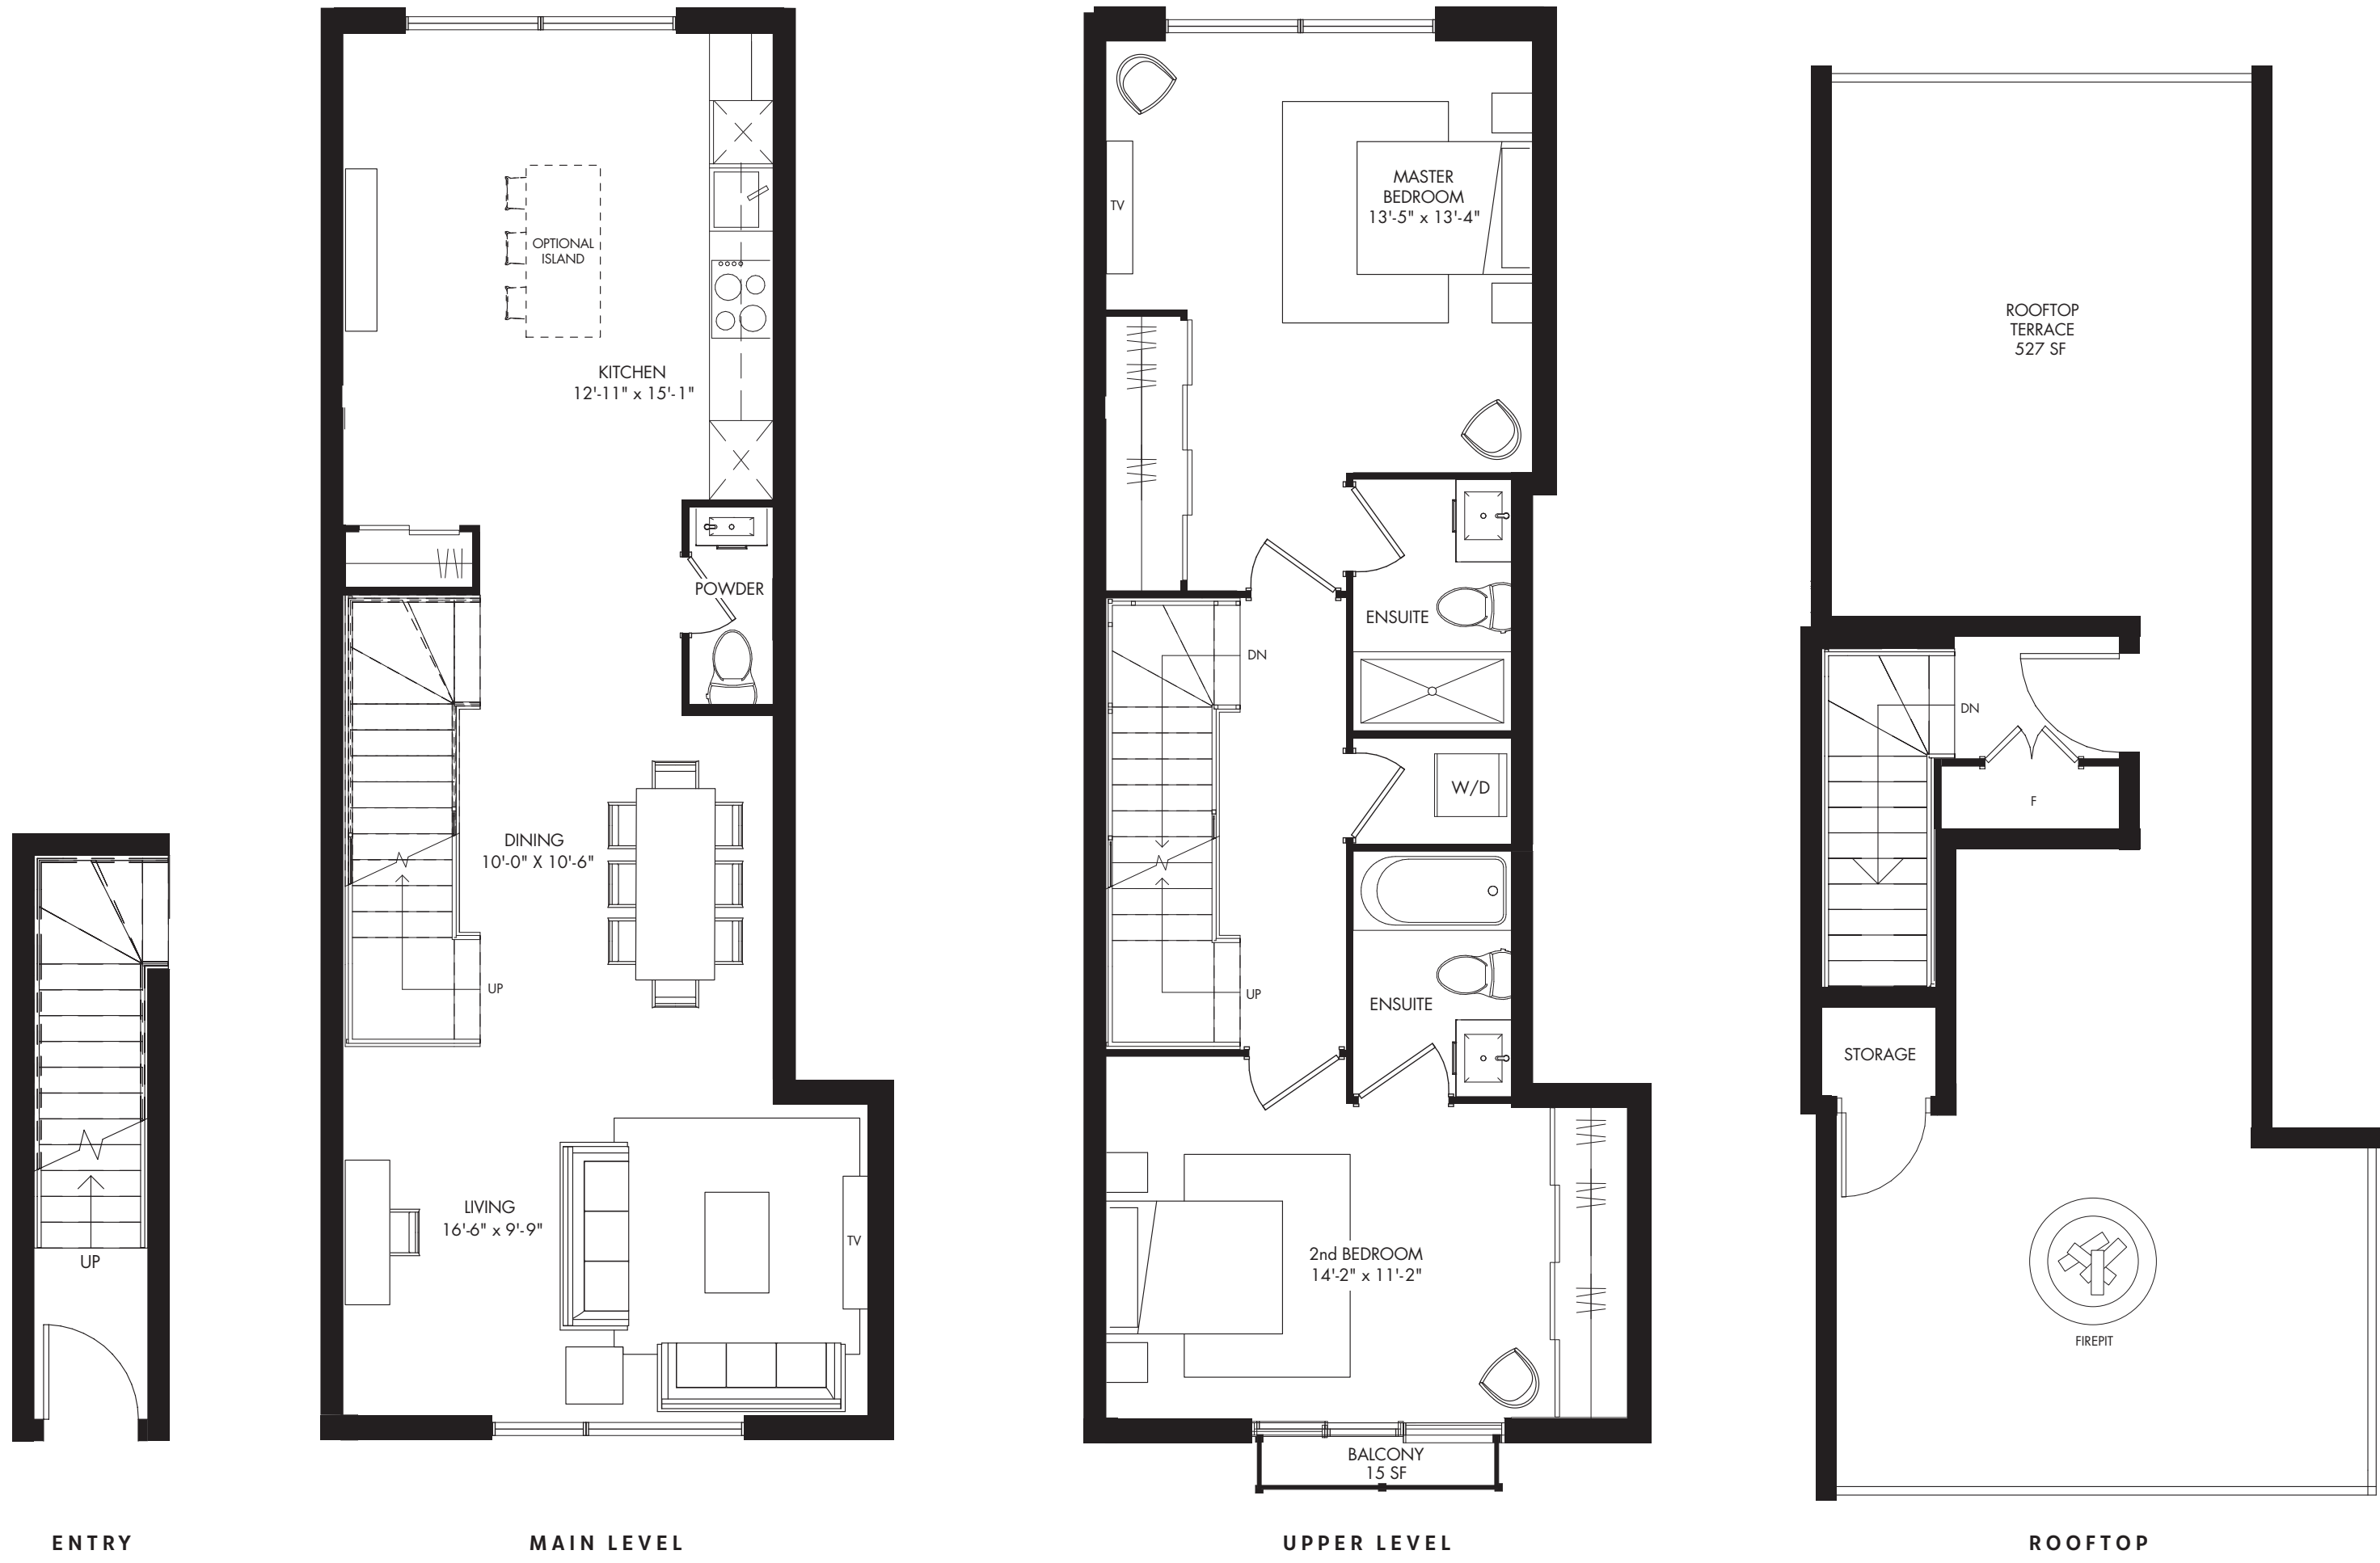 UP
ENTRY
OPTIONAL
ISLAND
KITCHEN
12'-11" x 15'-1"
POWDER
DINING
10'-0" X 10'-6"
UP
LIVING
16'-6" x 9'-9"
TV
MAIN LEVEL
MASTER
BEDROOM
13'-5" x 13'-4"
TV
ENSUITE
DN
W/D
ENSUITE
UP
2nd BEDROOM
14'-2" x 11'-2"
BALCONY
15 SF
UPPER LEVEL
ROOFTOP
TERRACE
527 SF
DN
F
STORAGE
FIREPIT
ROOFTOP